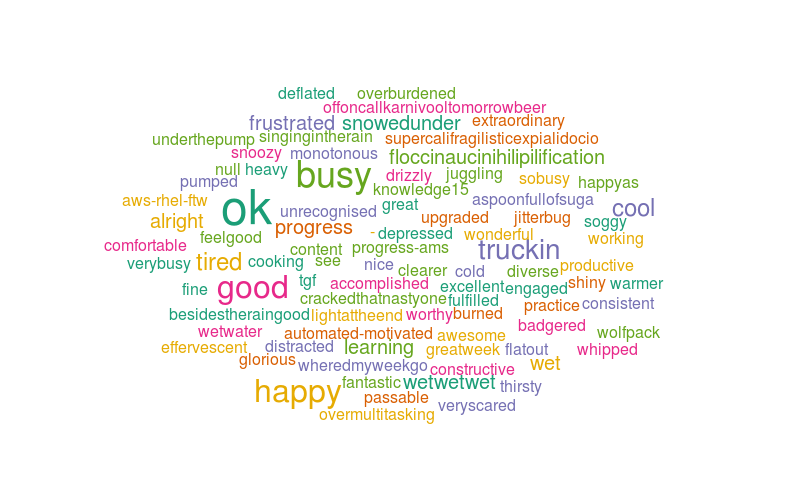 deflated overburdened
offoncallkarnivooltomorrowbeer
frustrated snowedunder extraordinary
underthepump singingintherain supercalifragilisticexpialidocio
snoozy monotonous floccinaucinihilipilification
null heavy busy drizzly juggling sobusy happyas
pumped knowledge15
aws-rhel-ftw ok unrecognised great aspoonfullofsuga cool
alright progress upgraded jitterbug soggy
feelgood - depressed wonderful working
comfortable content progress-ams truckin
verybusy tired cooking see nice clearer cold diverse productive
fine good tgf accomplished excellent engaged shiny warmer
crackedthatnastyone fulfilled practice consistent
besidestheraingood lightattheend worthy burned
wetwater automated-motivated awesome badgered wolfpack
effervescent distracted learning greatweek flatout whipped
glorious wheredmyweekgo constructive wet
happy fantastic wetwetwet thirsty
passable veryscared
overmultitasking